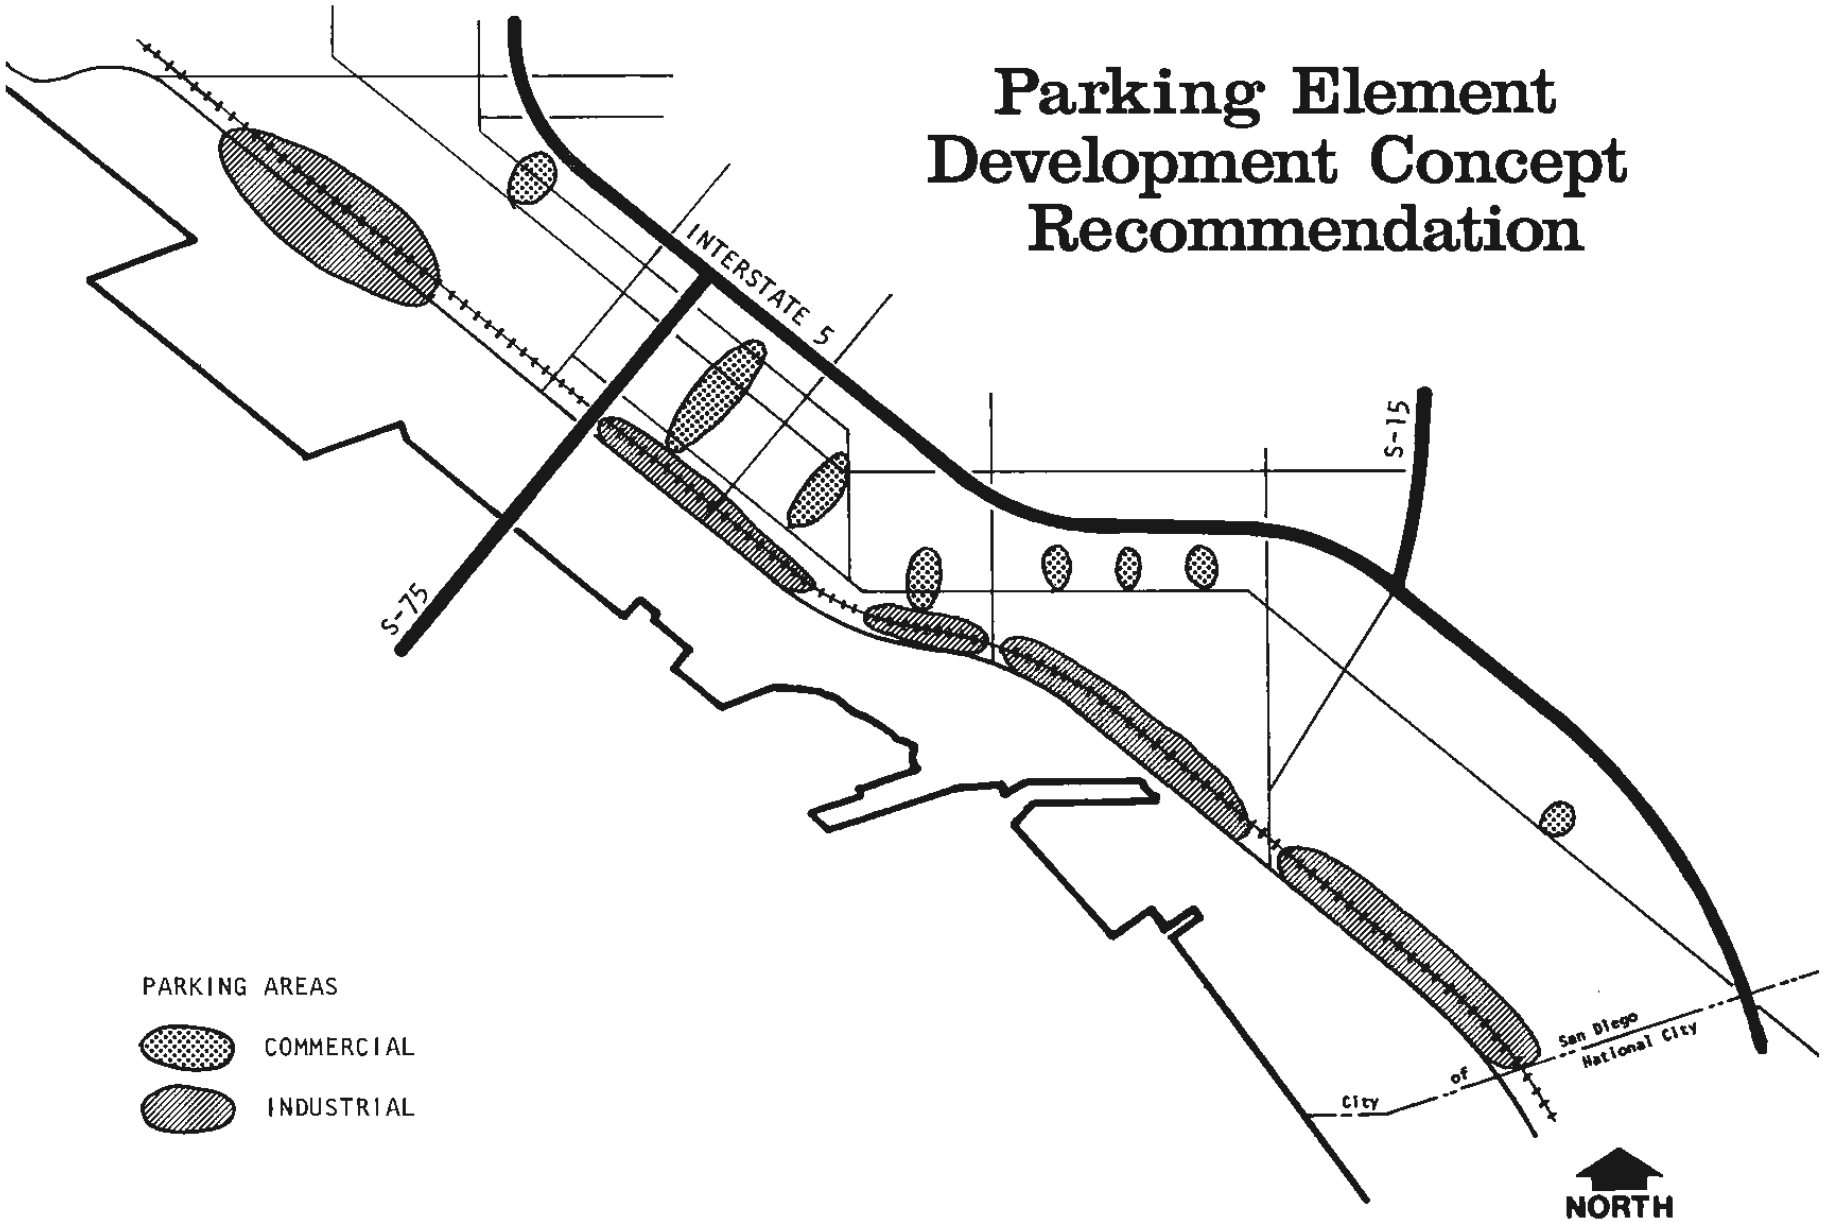 Parking Element
Development Concept
Recommendation
INTERSTATE 5
S-15
S-75
PARKING AREAS
COMMERCIAL
INDUSTRIAL
San Diego
National City
City of
NORTH